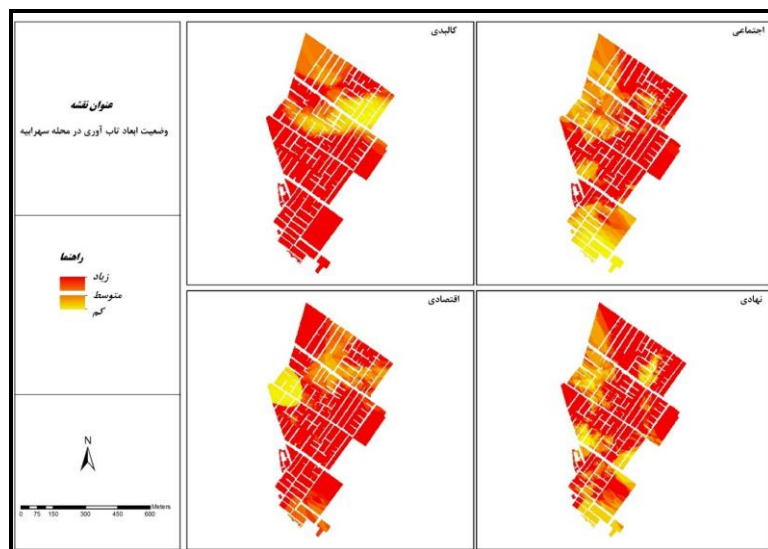 عنوان نقشه
وضعیت ابعاد تاب آوری در محله سهرابیه
راهنما
زیاد
متوسط
کم
N
Meters
0 75 150 300 450 600
کالبدی
اجتماعی
اقتصادی
نهادی